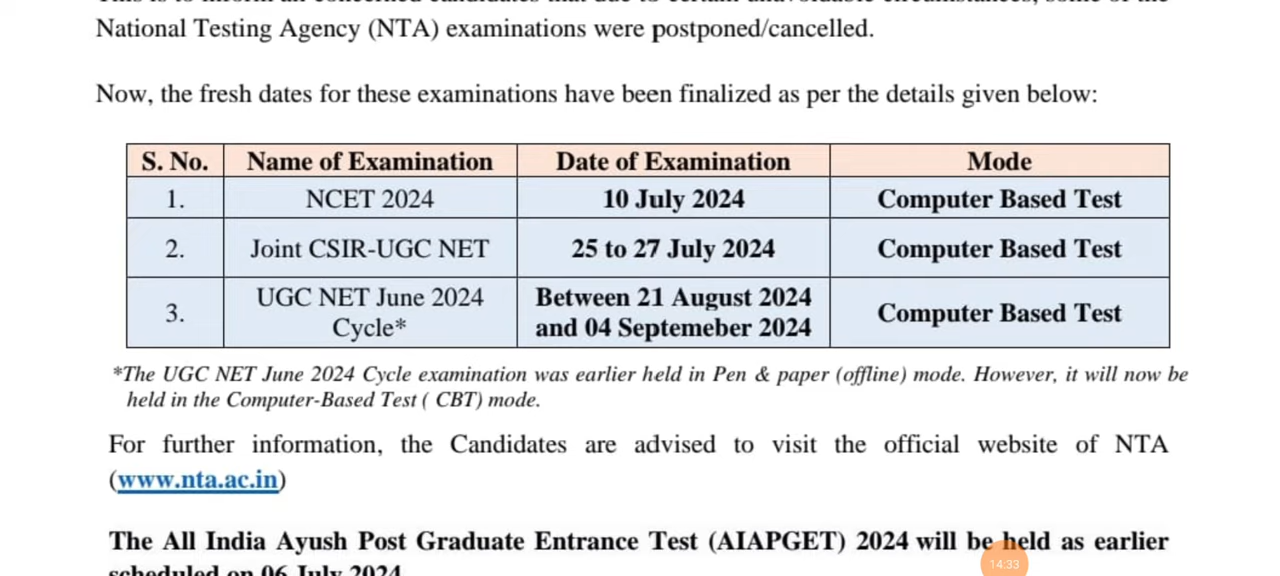 National Testing Agency (NTA) examinations were postponed/cancelled.
Now, the fresh dates for these examinations have been finalized as per the details given below:
S. No. Name of Examination Date of Examination Mode
1. NCET 2024 10 July 2024 Computer Based Test
2. Joint CSIR-UGC NET 25 to 27 July 2024 Computer Based Test
3. UGC NET June 2024 Cycle* Between 21 August 2024 and 04 Septemeber 2024 Computer Based Test
*The UGC NET June 2024 Cycle examination was earlier held in Pen & paper (offline) mode. However, it will now be
held in the Computer-Based Test ( CBT) mode.
For further information, the Candidates are advised to visit the official website of NTA
(www.nta.ac.in)
The All India Ayush Post Graduate Entrance Test (AIAPGET) 2024 will be held as earlier
scheduled on 06 July 2024
14:33